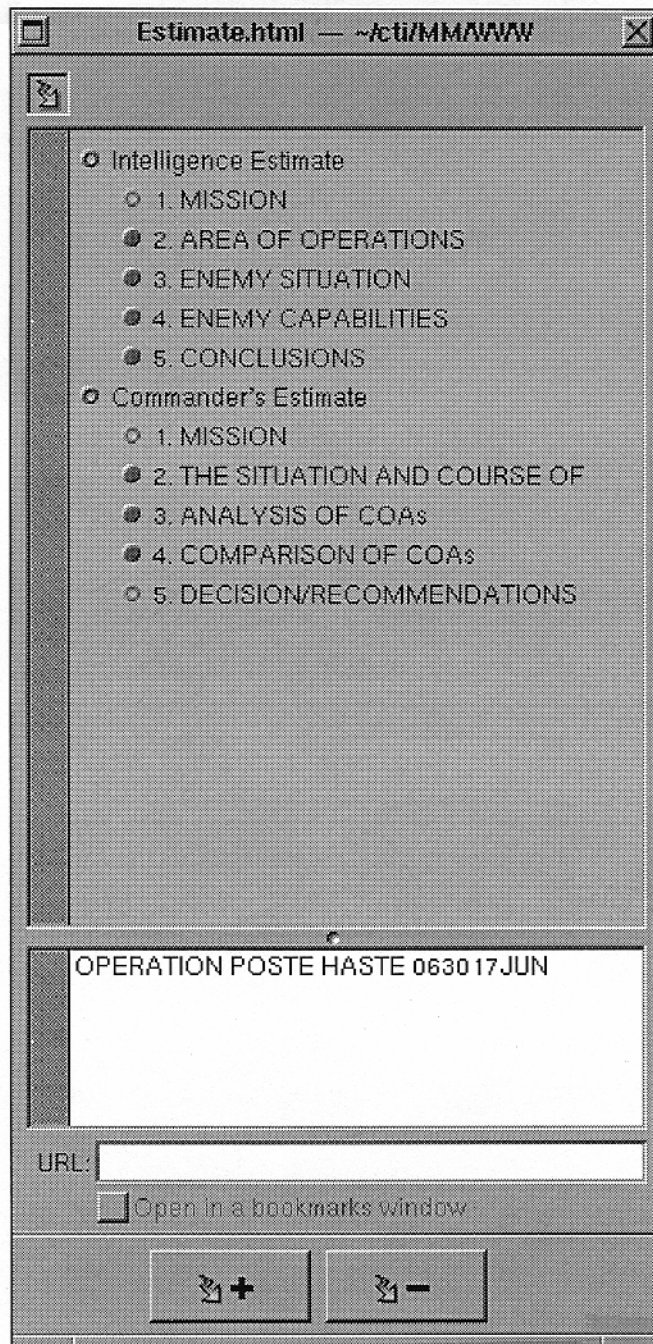 Estimate.html — ~/cti/MM/WWW
Intelligence Estimate
1. MISSION
2. AREA OF OPERATIONS
3. ENEMY SITUATION
4. ENEMY CAPABILITIES
5. CONCLUSIONS
Commander's Estimate
1. MISSION
2. THE SITUATION AND COURSE OF
3. ANALYSIS OF COAs
4. COMPARISON OF COAs
5. DECISION/RECOMMENDATIONS
OPERATION POSTE HASTE 063017JUN
URL:
Open in a bookmarks window